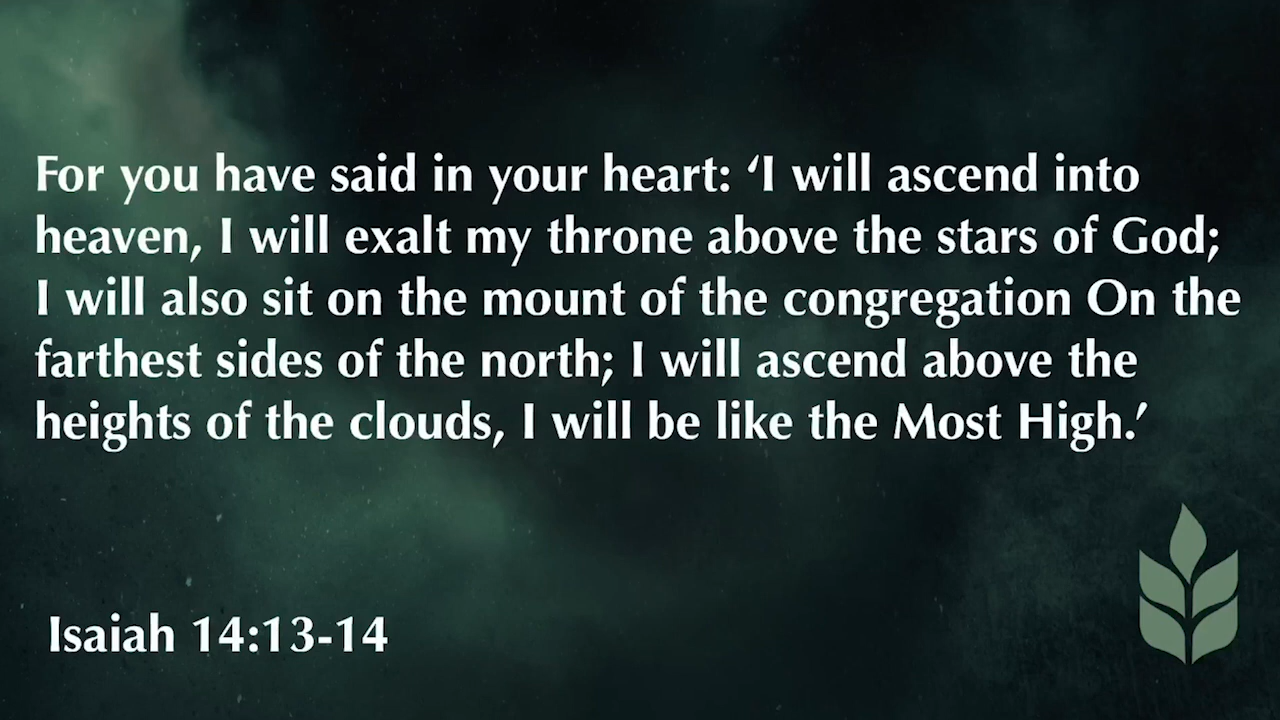 For you have said in your heart: ‘I will ascend into
heaven, I will exalt my throne above the stars of God;
I will also sit on the mount of the congregation On the
farthest sides of the north; I will ascend above the
heights of the clouds, I will be like the Most High.’
Isaiah 14:13-14